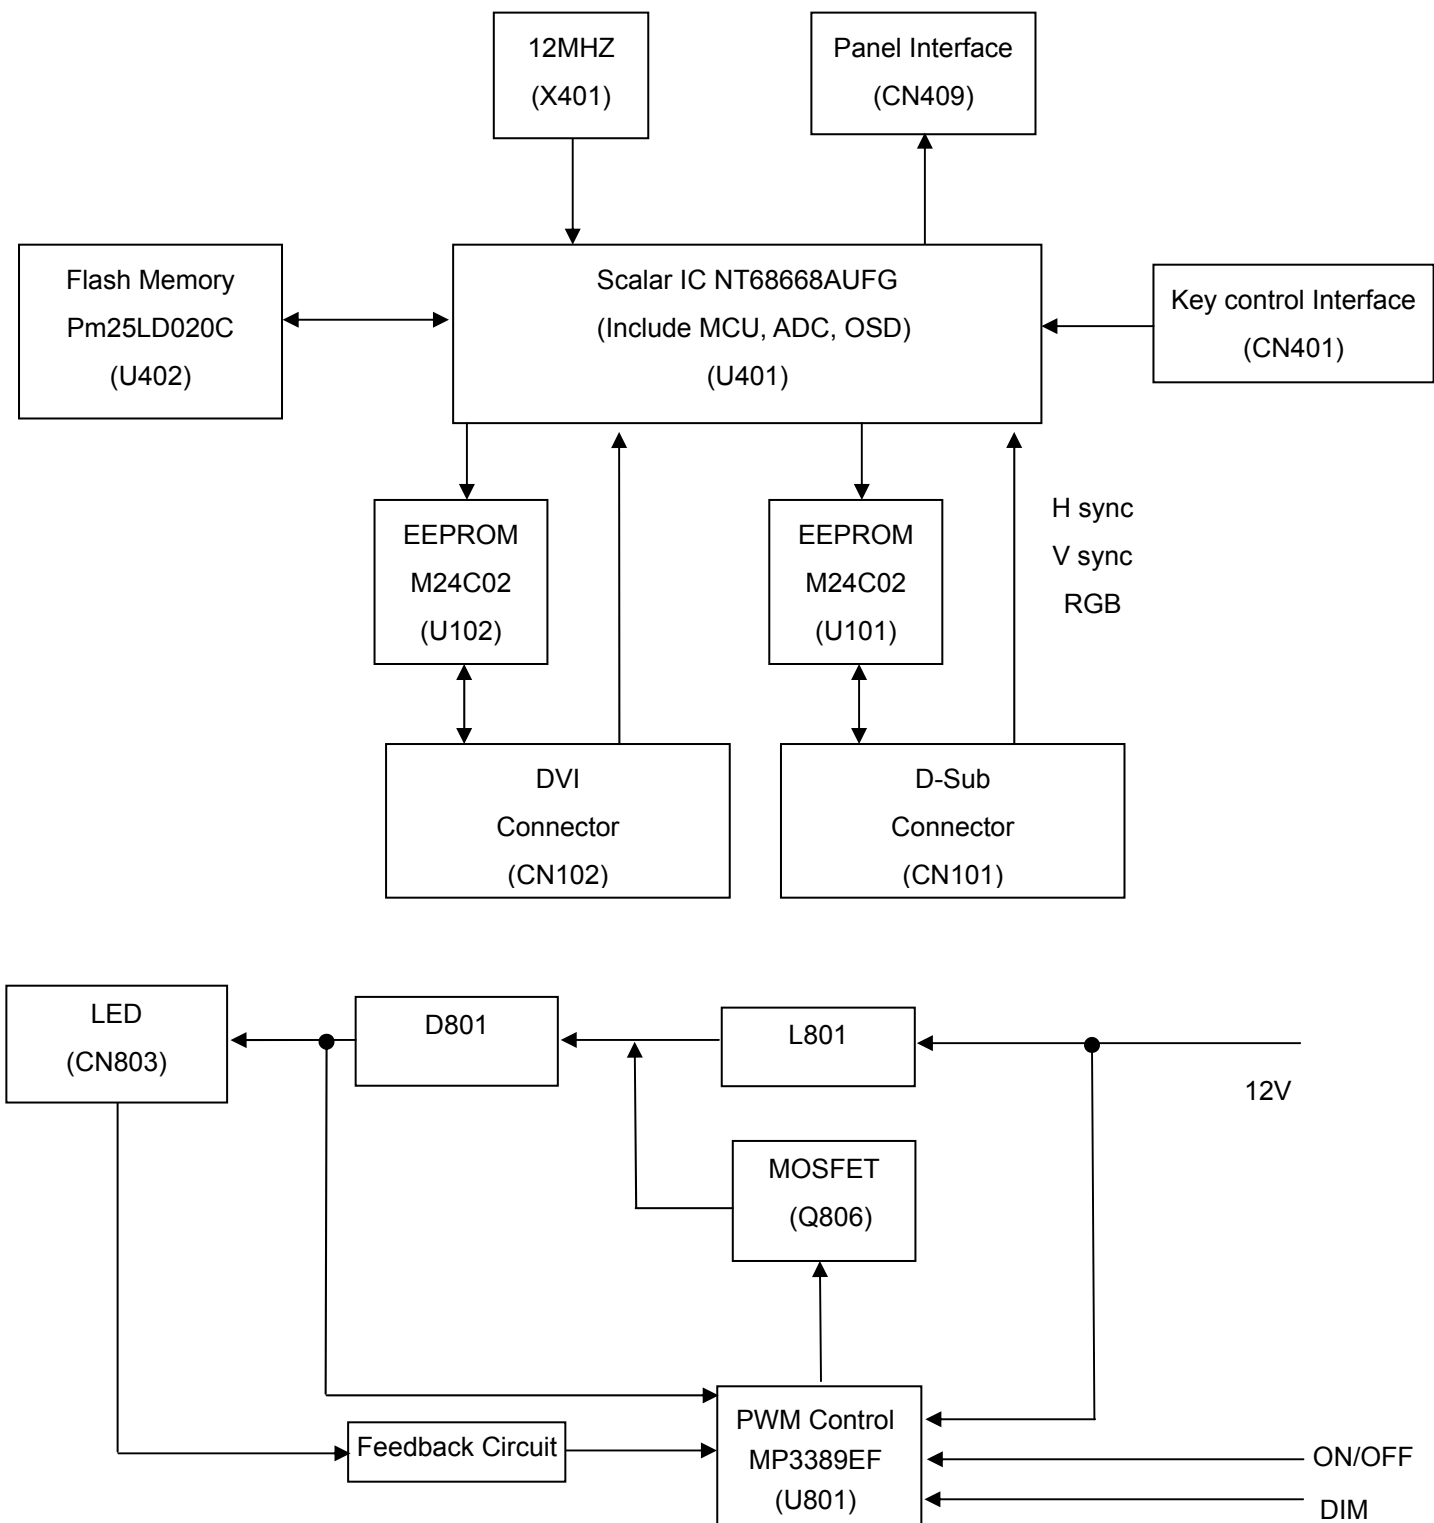 12MHZ
(X401)
Panel Interface
(CN409)
Flash Memory
Pm25LD020C
(U402)
Scalar IC NT68668AUFG
(Include MCU, ADC, OSD)
(U401)
Key control Interface
(CN401)
EEPROM
M24C02
(U102)
EEPROM
M24C02
(U101)
H sync
V sync
RGB
DVI
Connector
(CN102)
D-Sub
Connector
(CN101)
LED
(CN803)
D801
L801
12V
MOSFET
(Q806)
Feedback Circuit
PWM Control
MP3389EF
(U801)
ON/OFF
DIM